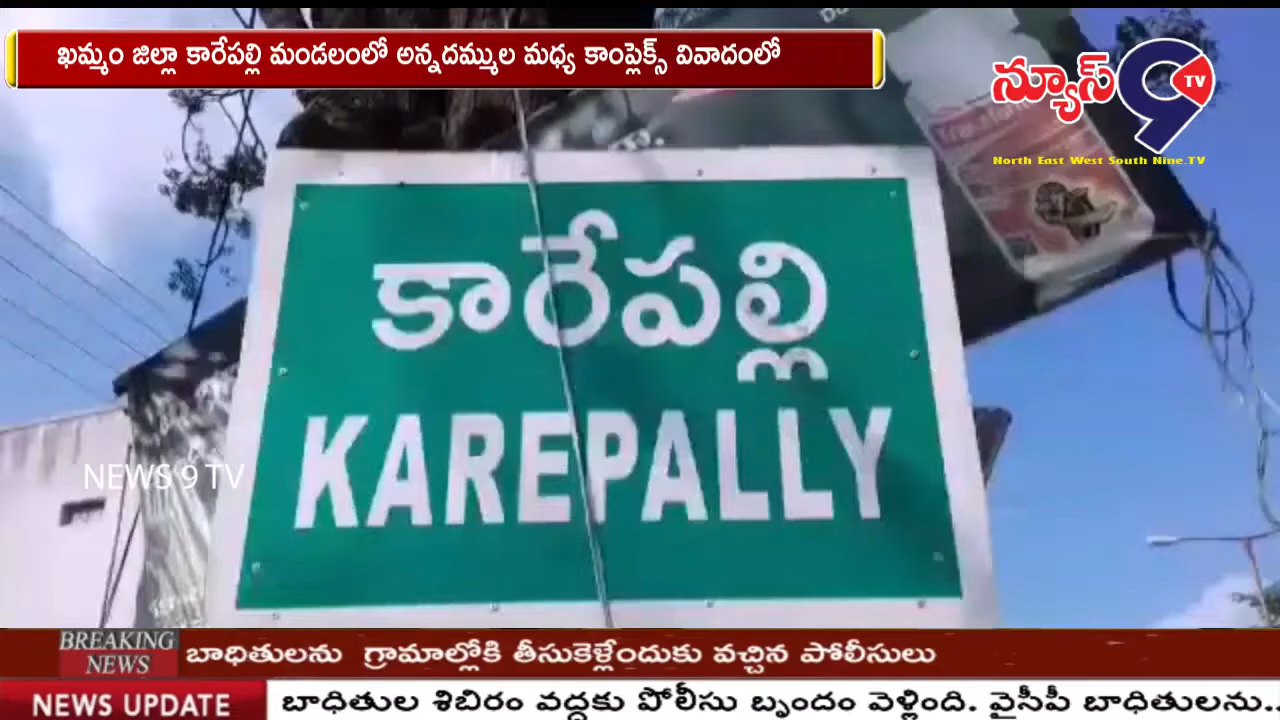 ఖమ్మం జిల్లా కారేపల్లి మండలంలో అన్నదమ్ముల మధ్య కాంప్లెక్స్ వివాదంలో
న్యూస్ 9 TV
North East West South Nine TV
కారేపల్లి
KAREPALLY
NEWS 9 TV
BREAKING NEWS బాధితులను గ్రామాల్లోకి తీసుకెళ్లేందుకు వచ్చిన పోలీసులు
NEWS UPDATE బాధితుల శిబిరం వద్దకు పోలీసు బృందం వెళ్లింది. వైసీపీ బాధితులను..